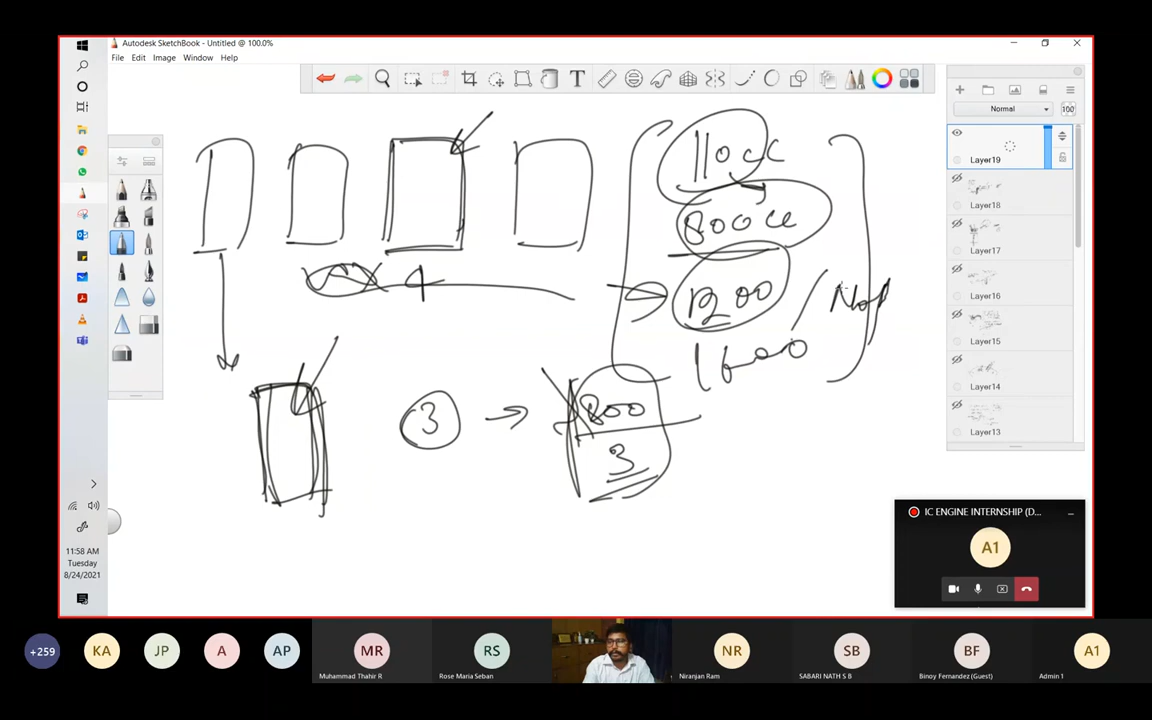 Autodesk SketchBook - Untitled @ 100.0%
File Edit Image Window Help
T
Normal 100
Layer19
Layer18
Layer17
Layer16
Layer15
Layer14
Layer13
110cc
800cc
1200
4
3 → 800
3
11:58 AM
Tuesday
8/24/2021
IC ENGINE INTERNSHIP (D...
A1
+259 KA JP A AP MR RS NR SB BF A1
Muhammad Thahir R Rose Maria Seban Niranjan Ram SABARI NATH S B Binoy Fernandez (Guest) Admin 1